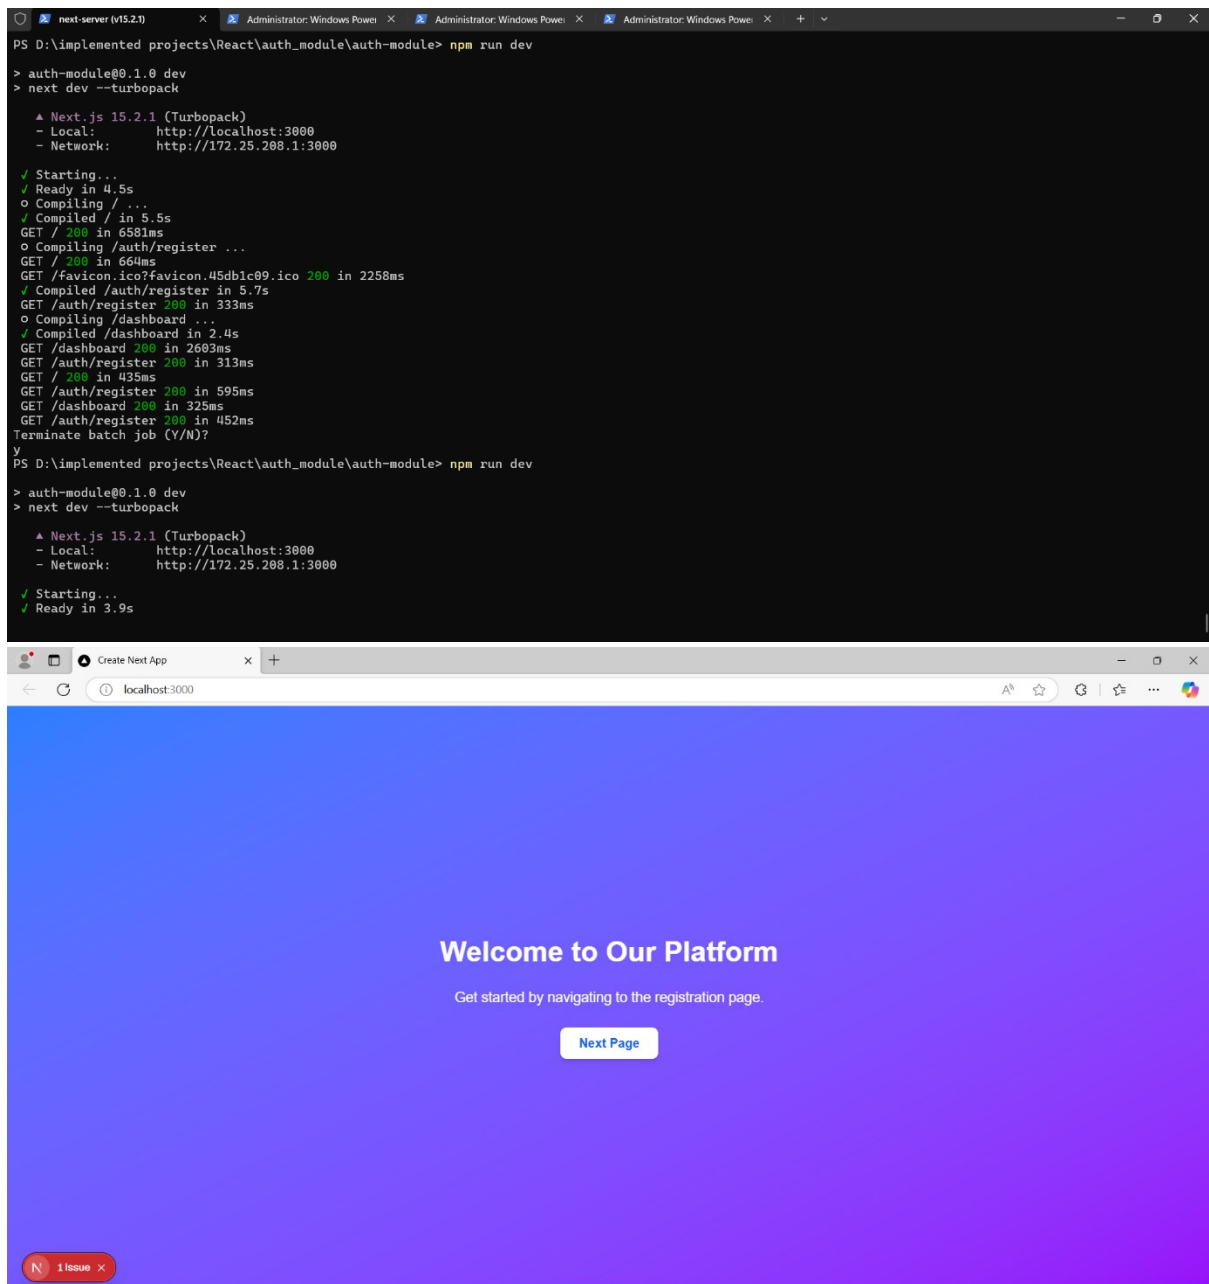 next-server (v15.2.1) Administrator: Windows Power Administrator: Windows Power Administrator: Windows Power
PS D:\implemented projects\React\auth_module\auth-module> npm run dev
> auth-module@0.1.0 dev
> next dev --turbopack
▲ Next.js 15.2.1 (Turbopack)
- Local: http://localhost:3000
- Network: http://172.25.208.1:3000
√ Starting...
√ Ready in 4.5s
○ Compiling / ...
√ Compiled / in 5.5s
GET / 200 in 6581ms
○ Compiling /auth/register ...
GET / 200 in 664ms
GET /favicon.ico?favicon.45db1c09.ico 200 in 2258ms
√ Compiled /auth/register in 5.7s
GET /auth/register 200 in 333ms
○ Compiling /dashboard ...
√ Compiled /dashboard in 2.4s
GET /dashboard 200 in 2603ms
GET /auth/register 200 in 313ms
GET / 200 in 435ms
GET /auth/register 200 in 595ms
GET /dashboard 200 in 325ms
GET /auth/register 200 in 452ms
Terminate batch job (Y/N)?
y
PS D:\implemented projects\React\auth_module\auth-module> npm run dev
> auth-module@0.1.0 dev
> next dev --turbopack
▲ Next.js 15.2.1 (Turbopack)
- Local: http://localhost:3000
- Network: http://172.25.208.1:3000
√ Starting...
√ Ready in 3.9s
Create Next App
localhost:3000
Welcome to Our Platform
Get started by navigating to the registration page.
Next Page
N 1 Issue